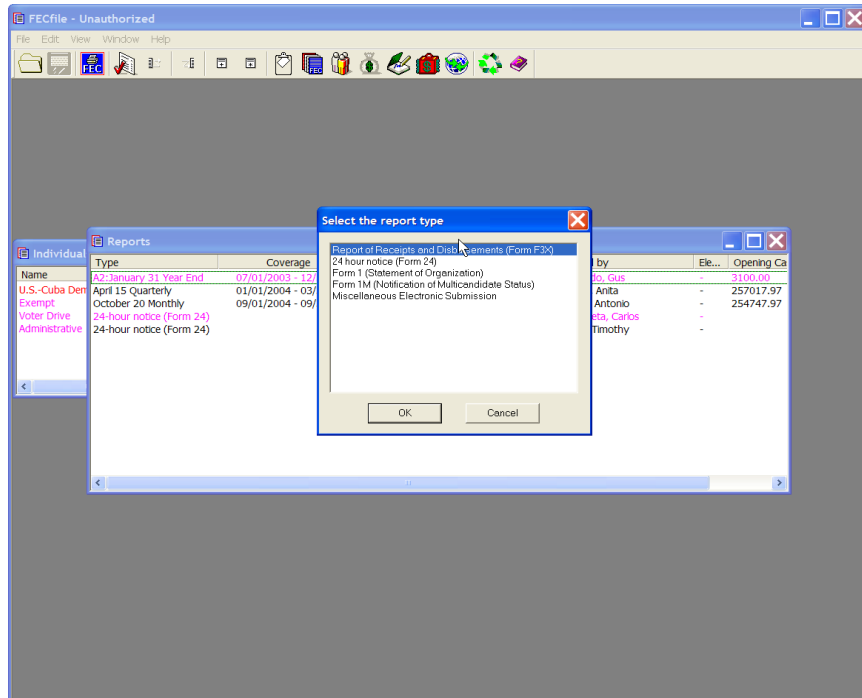 FECfile - Unauthorized
File Edit View Window Help
FEC
FEC
Select the report type
Report of Receipts and Disbursements (Form F3X)
24 hour notice (Form 24)
Form 1 (Statement of Organization)
Form 1M (Notification of Multicandidate Status)
Miscellaneous Electronic Submission
OK Cancel
Individual
Name
U.S.-Cuba Dem
Exempt
Voter Drive
Administrative
Reports
Type Coverage l by Ele... Opening Ca
A2:January 31 Year End 07/01/2003 - 12/ do, Gus - 3100.00
April 15 Quarterly 01/01/2004 - 03/ Anita - 257017.97
October 20 Monthly 09/01/2004 - 09/ Antonio - 254747.97
24-hour notice (Form 24) eta, Carlos -
24-hour notice (Form 24) Timothy -